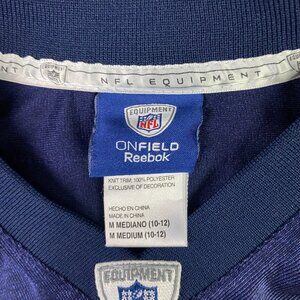 NFL EQUIPMENT
EQUIPMENT
NFL
ONFIELD
Reebok
KNIT TRIM: 100% POLYESTER
EXCLUSIVE OF DECORATION
HECHO EN CHINA
MADE IN CHINA
M MEDIANO (10-12)
M MEDIUM (10-12)
EQUIPMENT